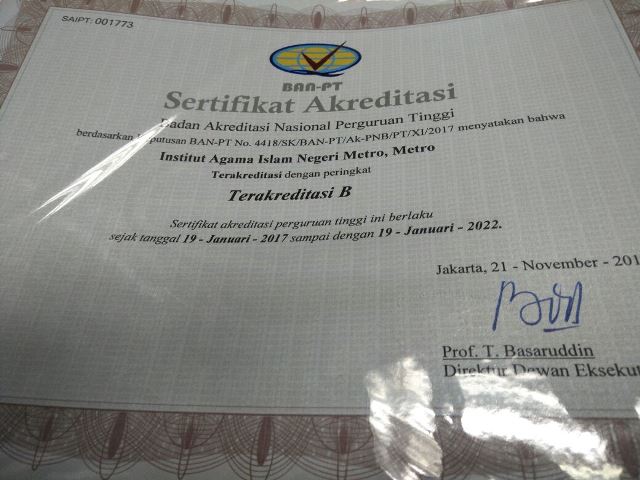 SAIPT: 001773
BAN-PT
Sertifikat Akreditasi
Badan Akreditasi Nasional Perguruan Tinggi
berdasarkan keputusan BAN-PT No. 4418/SK/BAN-PT/Ak-PNB/PT/XI/2017 menyatakan bahwa
Institut Agama Islam Negeri Metro, Metro
Terakreditasi dengan peringkat
Terakreditasi B
Sertifikat akreditasi perguruan tinggi ini berlaku
sejak tanggal 19 - Januari - 2017 sampai dengan 19 - Januari - 2022.
Jakarta, 21 - November - 201
Prof. T. Basaruddin
Direktur Dewan Eksekut